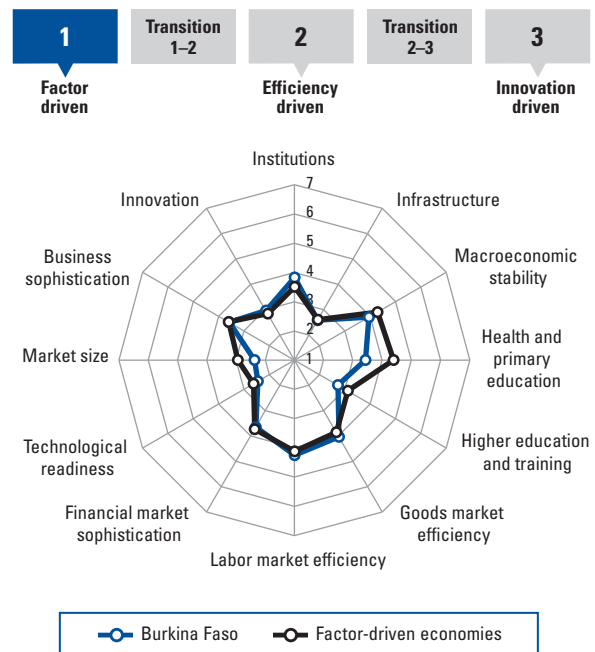 1
Transition
1–2
2
Transition
2–3
3
Factor
driven
Efficiency
driven
Innovation
driven
Institutions
7
Innovation
Infrastructure
6
5
Business
sophistication
Macroeconomic
stability
4
3
2
Market size
1
Health and
primary
education
Technological
readiness
Higher education
and training
Financial market
sophistication
Goods market
efficiency
Labor market efficiency
Burkina Faso
Factor-driven economies